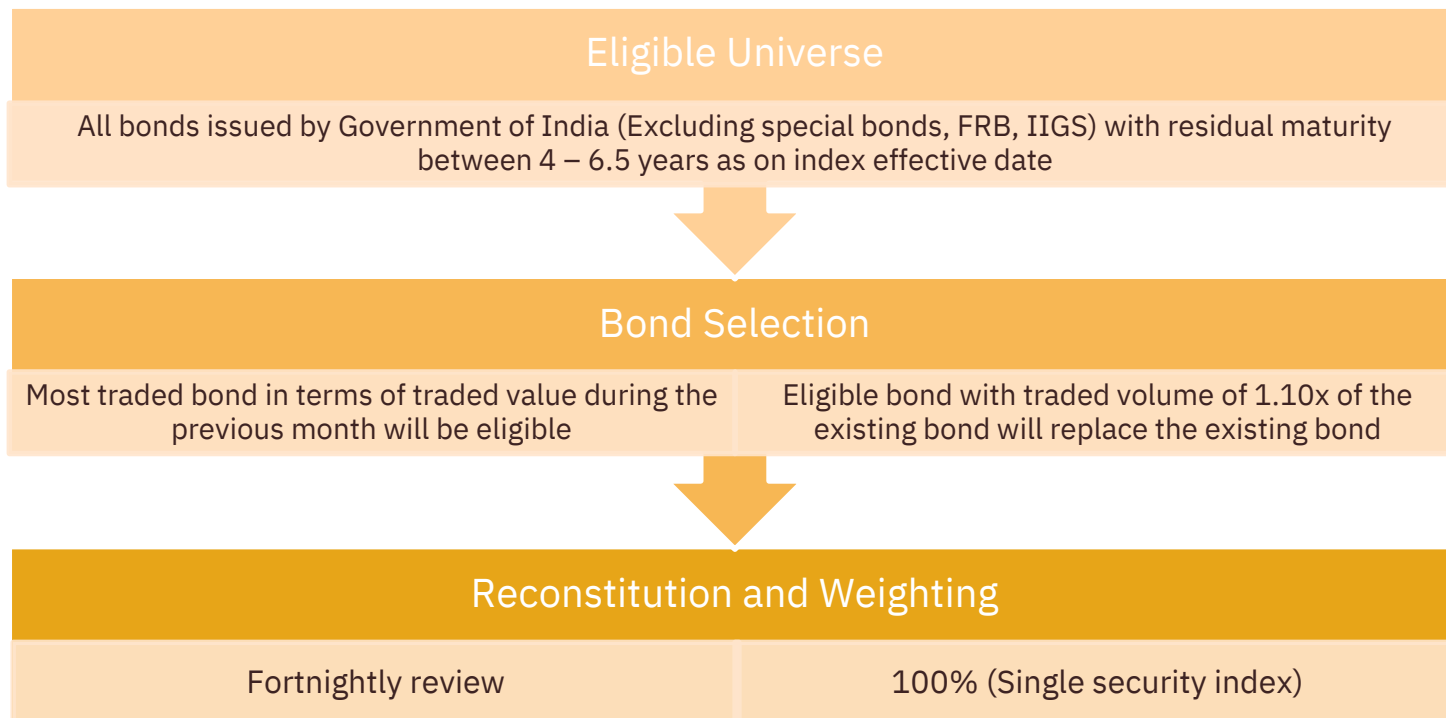 Eligible Universe
All bonds issued by Government of India (Excluding special bonds, FRB, IIGS) with residual maturity
between 4 – 6.5 years as on index effective date
Bond Selection
Most traded bond in terms of traded value during the
previous month will be eligible
Eligible bond with traded volume of 1.10x of the
existing bond will replace the existing bond
Reconstitution and Weighting
Fortnightly review
100% (Single security index)